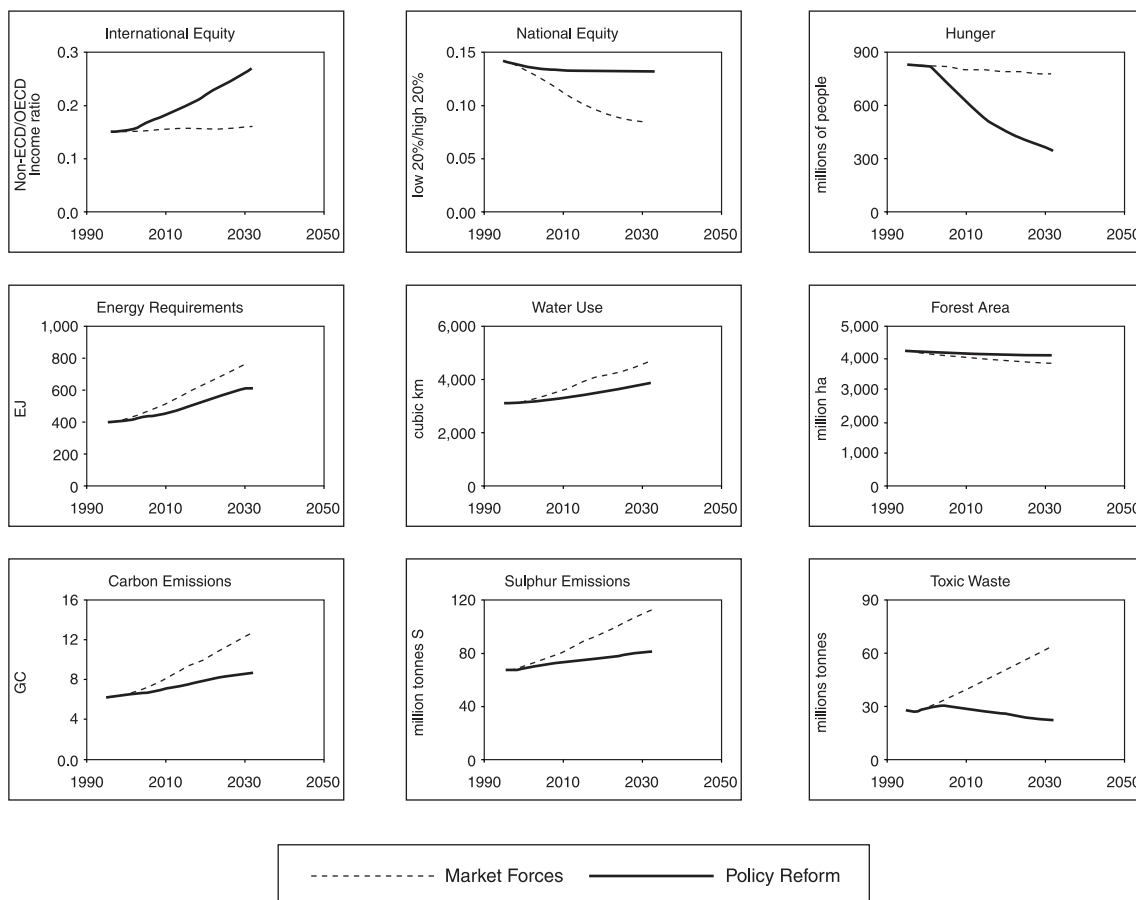 International Equity
Non-ECD/OECD
Income ratio
0.3
0.2
0.1
0.0
1990 2010 2030 2050
National Equity
low 20%/high 20%
0.15
0.10
0.05
0.00
1990 2010 2030 2050
Hunger
millions of people
900
600
300
0
1990 2010 2030 2050
Energy Requirements
EJ
1,000
800
600
400
200
0
1990 2010 2030 2050
Water Use
cubic km
6,000
4,000
2,000
0
1990 2010 2030 2050
Forest Area
million ha
5,000
4,000
3,000
2,000
1,000
0
1990 2010 2030 2050
Carbon Emissions
GC
16
12
8
4
0.0
1990 2010 2030 2050
Sulphur Emissions
million tonnes S
120
80
40
0
1990 2010 2030 2050
Toxic Waste
millions tonnes
90
60
30
0
1990 2010 2030 2050
Market Forces Policy Reform